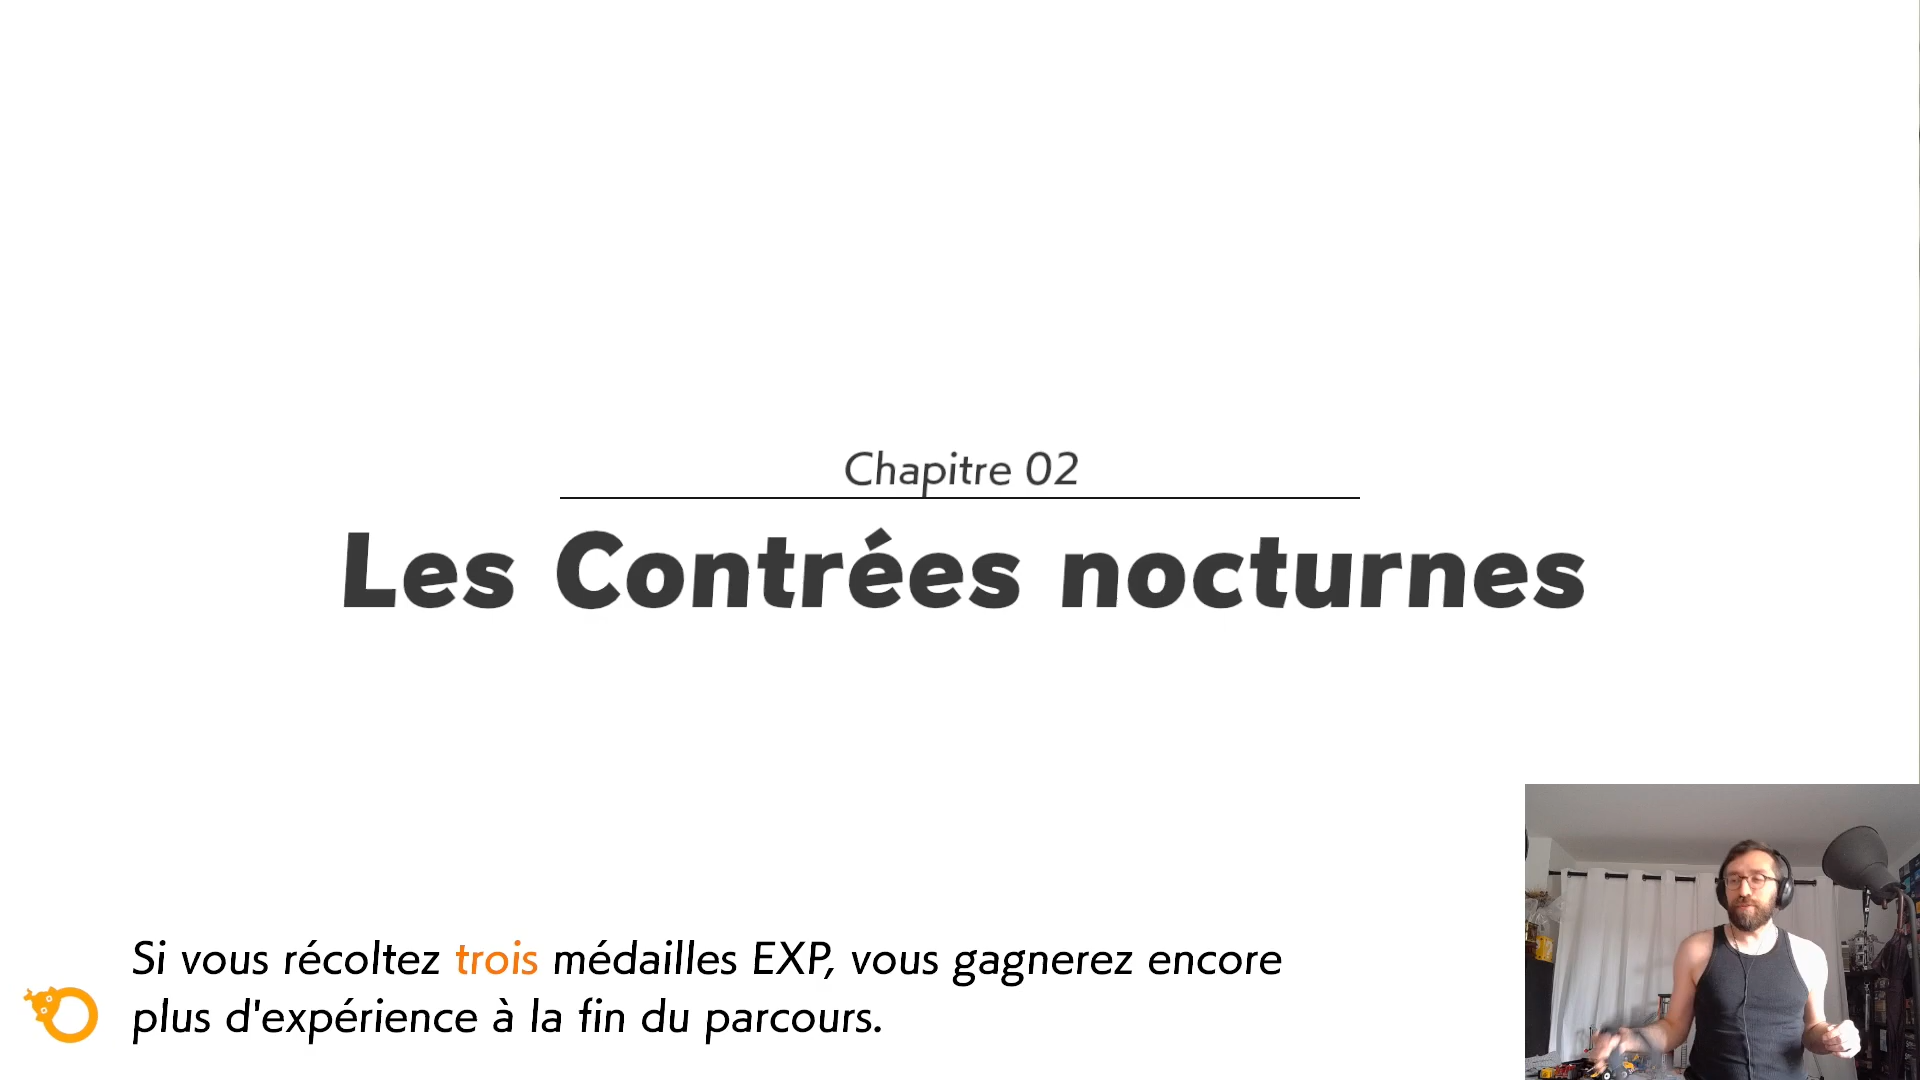 Chapitre 02
Les Contrées nocturnes
Si vous récoltez trois médailles EXP, vous gagnerez encore
plus d'expérience à la fin du parcours.